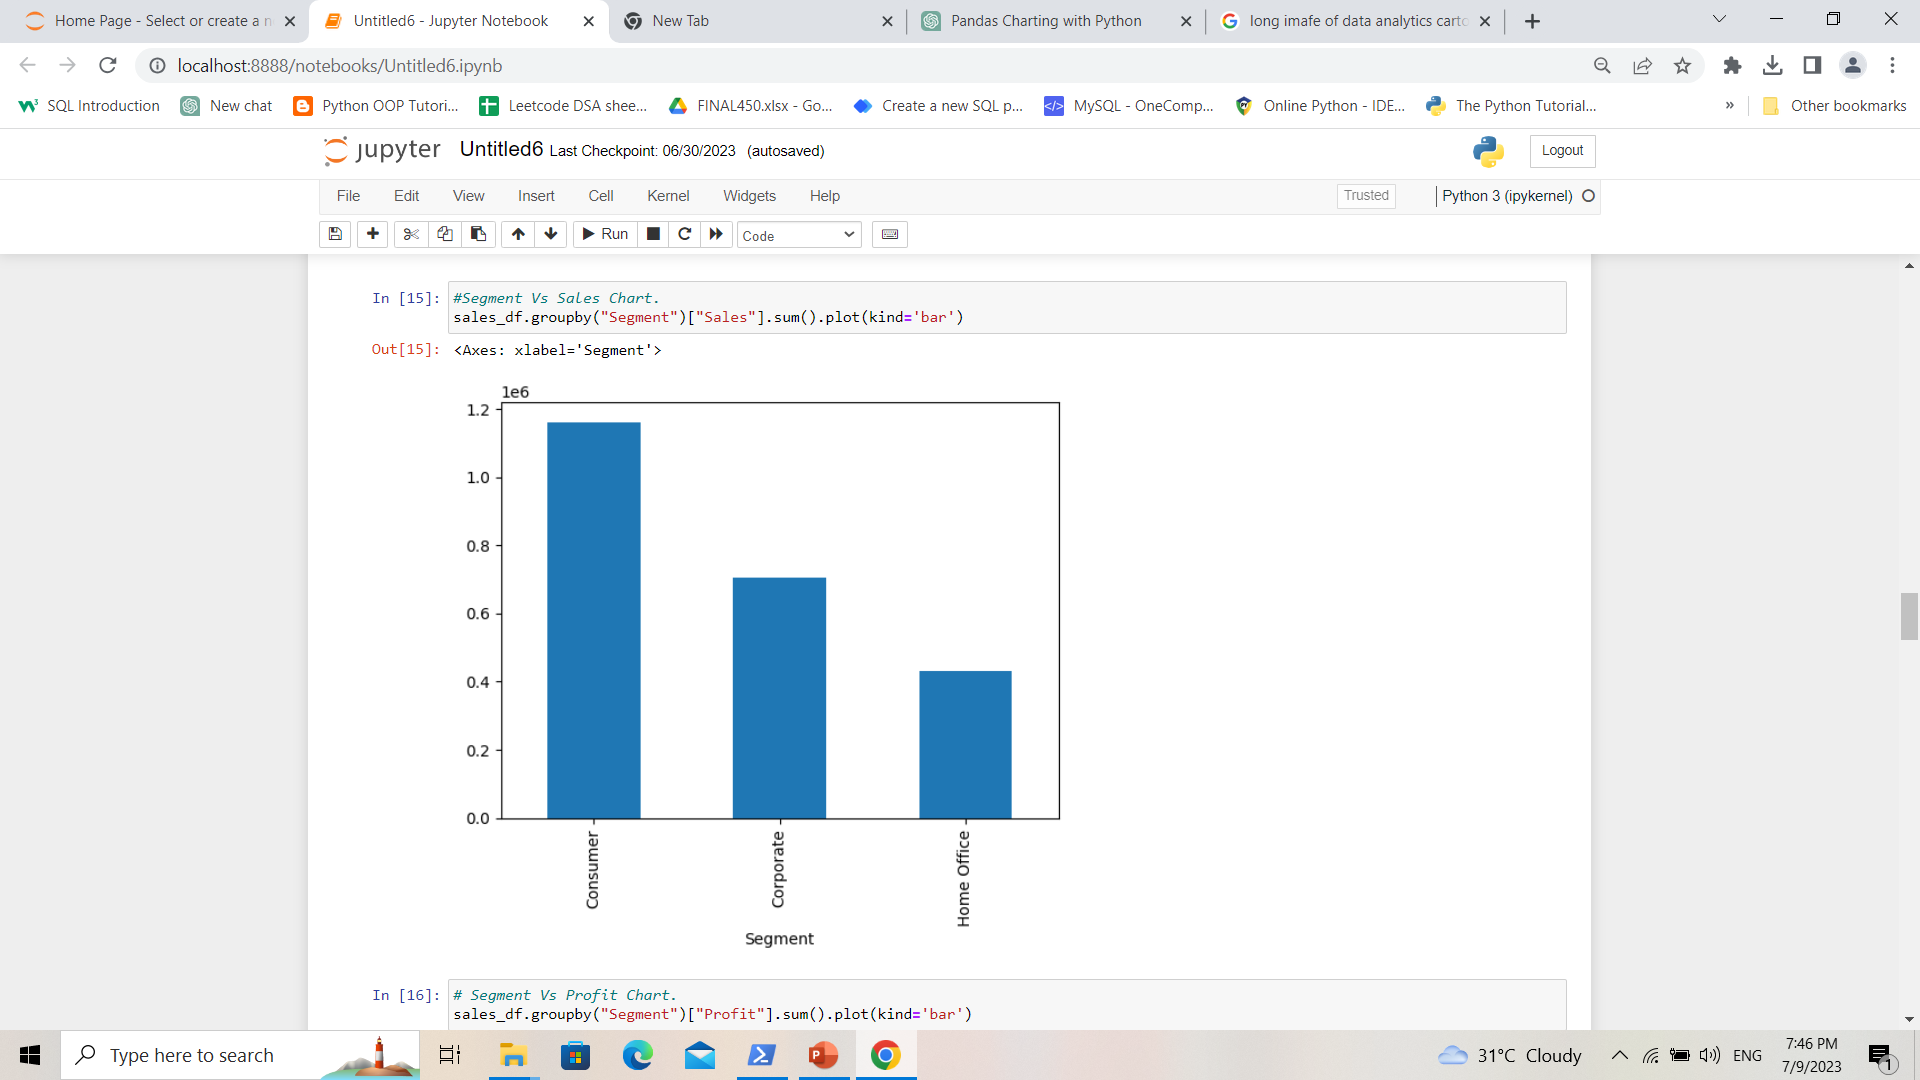 Home Page - Select or create a n
Untitled6 - Jupyter Notebook
New Tab
Pandas Charting with Python
long imafe of data analytics carto
localhost:8888/notebooks/Untitled6.ipynb
SQL Introduction
New chat
Python OOP Tutori...
Leetcode DSA shee...
FINAL450.xlsx - Go...
Create a new SQL p...
MySQL - OneComp...
Online Python - IDE...
The Python Tutorial...
»
Other bookmarks
jupyter Untitled6 Last Checkpoint: 06/30/2023 (autosaved)
Logout
File Edit View Insert Cell Kernel Widgets Help
Trusted
Python 3 (ipykernel)
Run
Code
In [15]: #Segment Vs Sales Chart.
sales_df.groupby("Segment")["Sales"].sum().plot(kind='bar')
Out[15]: <Axes: xlabel='Segment'>
1e6
1.2
1.0
0.8
0.6
0.4
0.2
0.0
Consumer
Corporate
Home Office
Segment
In [16]: # Segment Vs Profit Chart.
sales_df.groupby("Segment")["Profit"].sum().plot(kind='bar')
Type here to search
31°C Cloudy
ENG
7:46 PM
7/9/2023
1